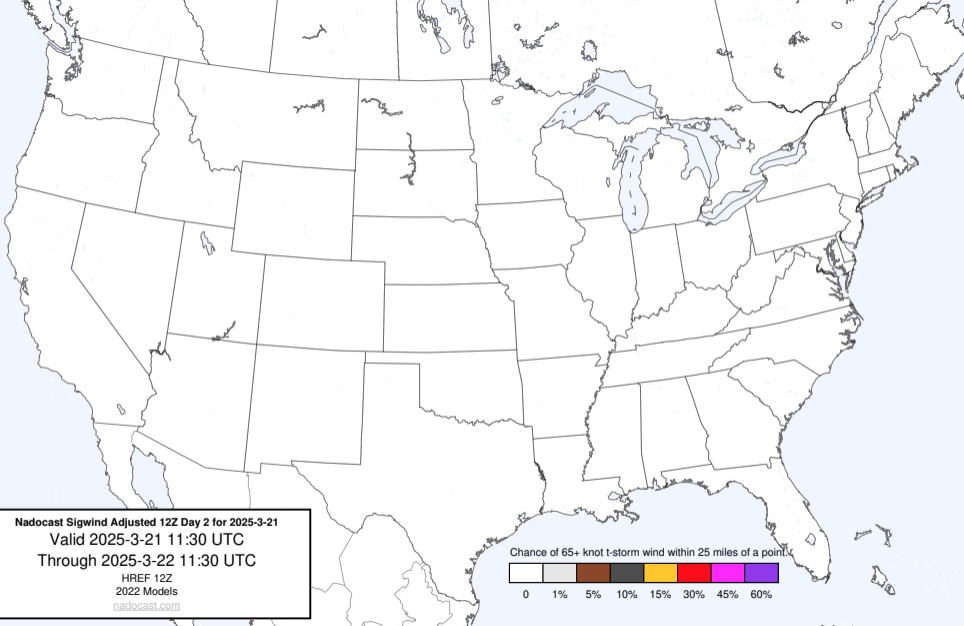 Nadocast Sigwind Adjusted 12Z Day 2 for 2025-3-21
Valid 2025-3-21 11:30 UTC
Through 2025-3-22 11:30 UTC
HREF 12Z
2022 Models
nadocast.com
Chance of 65+ knot t-storm wind within 25 miles of a point.
0 1% 5% 10% 15% 30% 45% 60%